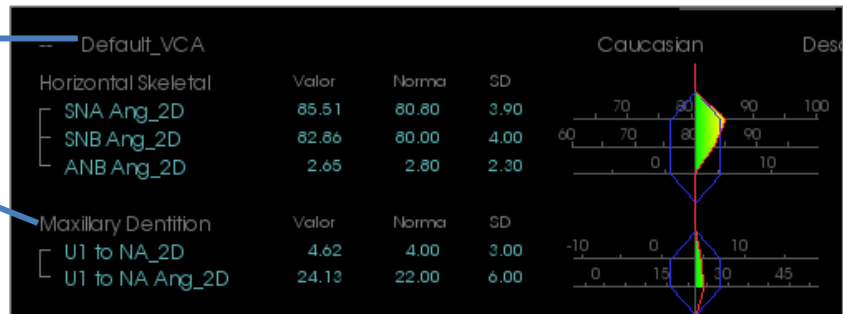 -- Default_VCA Caucasian Desc
Horizontal Skeletal Valor Norma SD
SNA Ang_2D 85.51 80.80 3.90 70 80 90 100
SNB Ang_2D 82.86 80.00 4.00 60 70 80 90
ANB Ang_2D 2.65 2.80 2.30 0 10
Maxillary Dentition Valor Norma SD
U1 to NA_2D 4.62 4.00 3.00 -10 0 10
U1 to NA Ang_2D 24.13 22.00 6.00 0 15 30 45